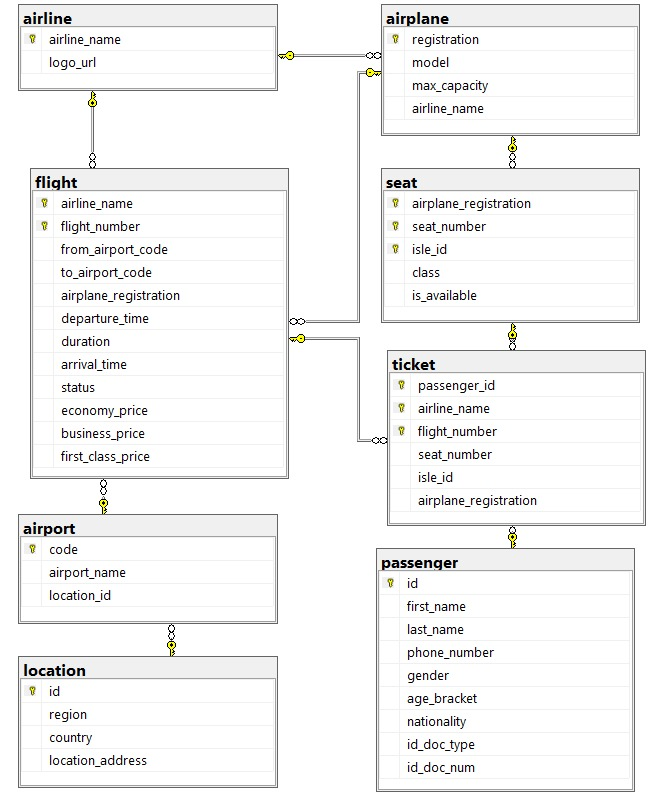 airline
airline_name
logo_url
airplane
registration
model
max_capacity
airline_name
flight
airline_name
flight_number
from_airport_code
to_airport_code
airplane_registration
departure_time
duration
arrival_time
status
economy_price
business_price
first_class_price
seat
airplane_registration
seat_number
isle_id
class
is_available
ticket
passenger_id
airline_name
flight_number
seat_number
isle_id
airplane_registration
airport
code
airport_name
location_id
passenger
id
first_name
last_name
phone_number
gender
age_bracket
nationality
id_doc_type
id_doc_num
location
id
region
country
location_address